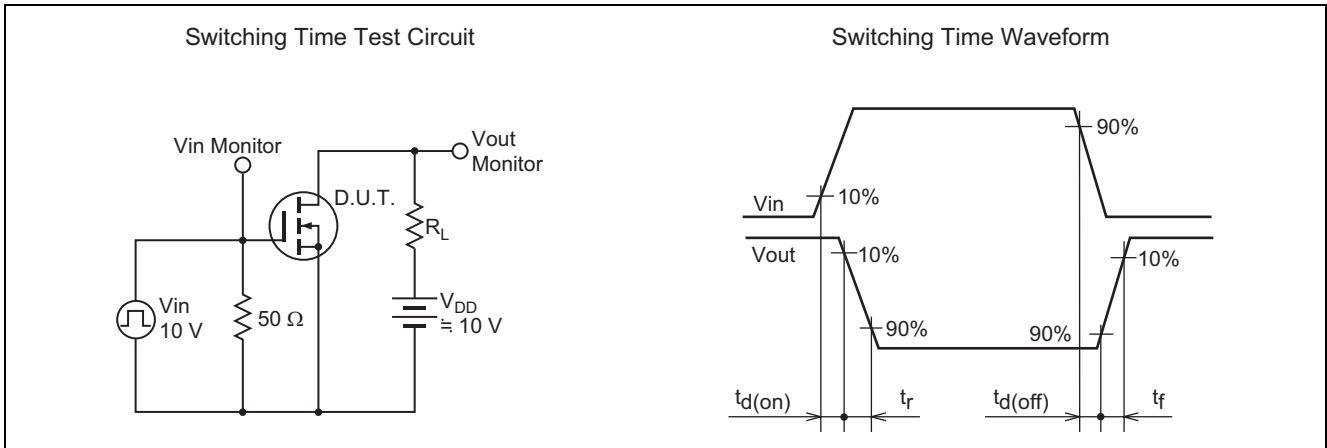 Switching Time Test Circuit
Vin Monitor
Vout
Monitor
D.U.T.
RL
Vin
10 V
50 Ω
VDD
≒ 10 V
Switching Time Waveform
Vin
10%
90%
Vout
10%
90%
90%
10%
td(on)
tr
td(off)
tf